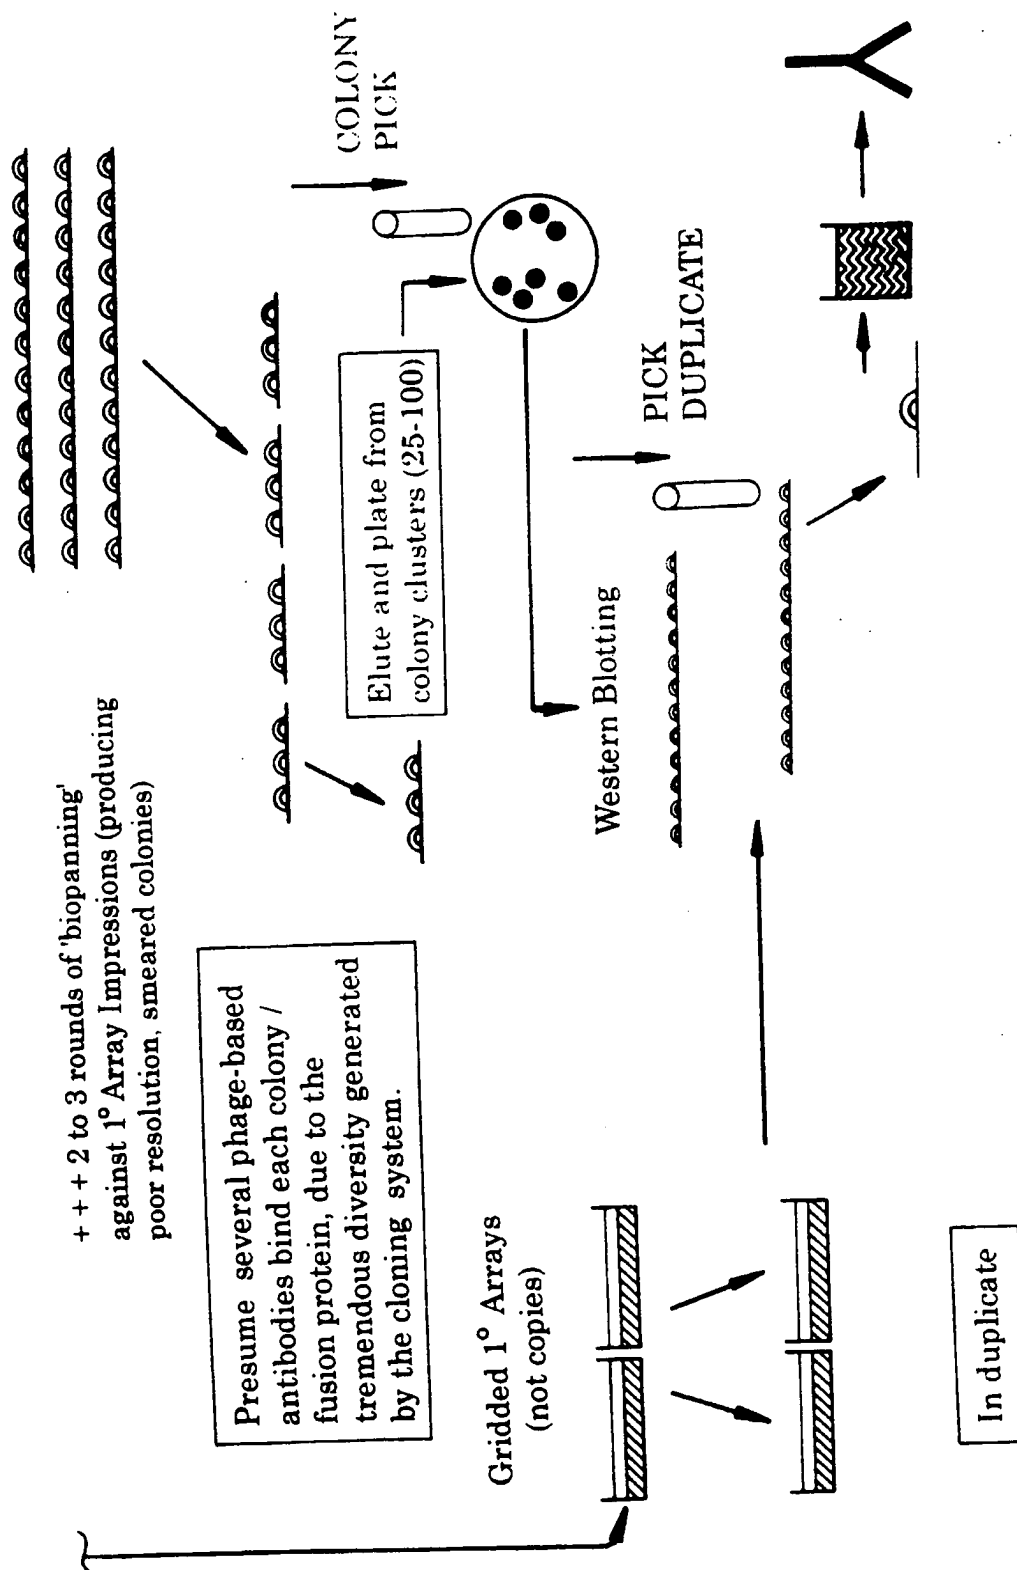 + + + 2 to 3 rounds of 'biopanning'
against 1° Array Impressions (producing
poor resolution, smeared colonies)
Presume several phage-based
antibodies bind each colony /
fusion protein, due to the
tremendous diversity generated
by the cloning system.
Elute and plate from
colony clusters (25-100)
COLONY
PICK
Gridded 1° Arrays
(not copies)
Western Blotting
PICK
DUPLICATE
In duplicate